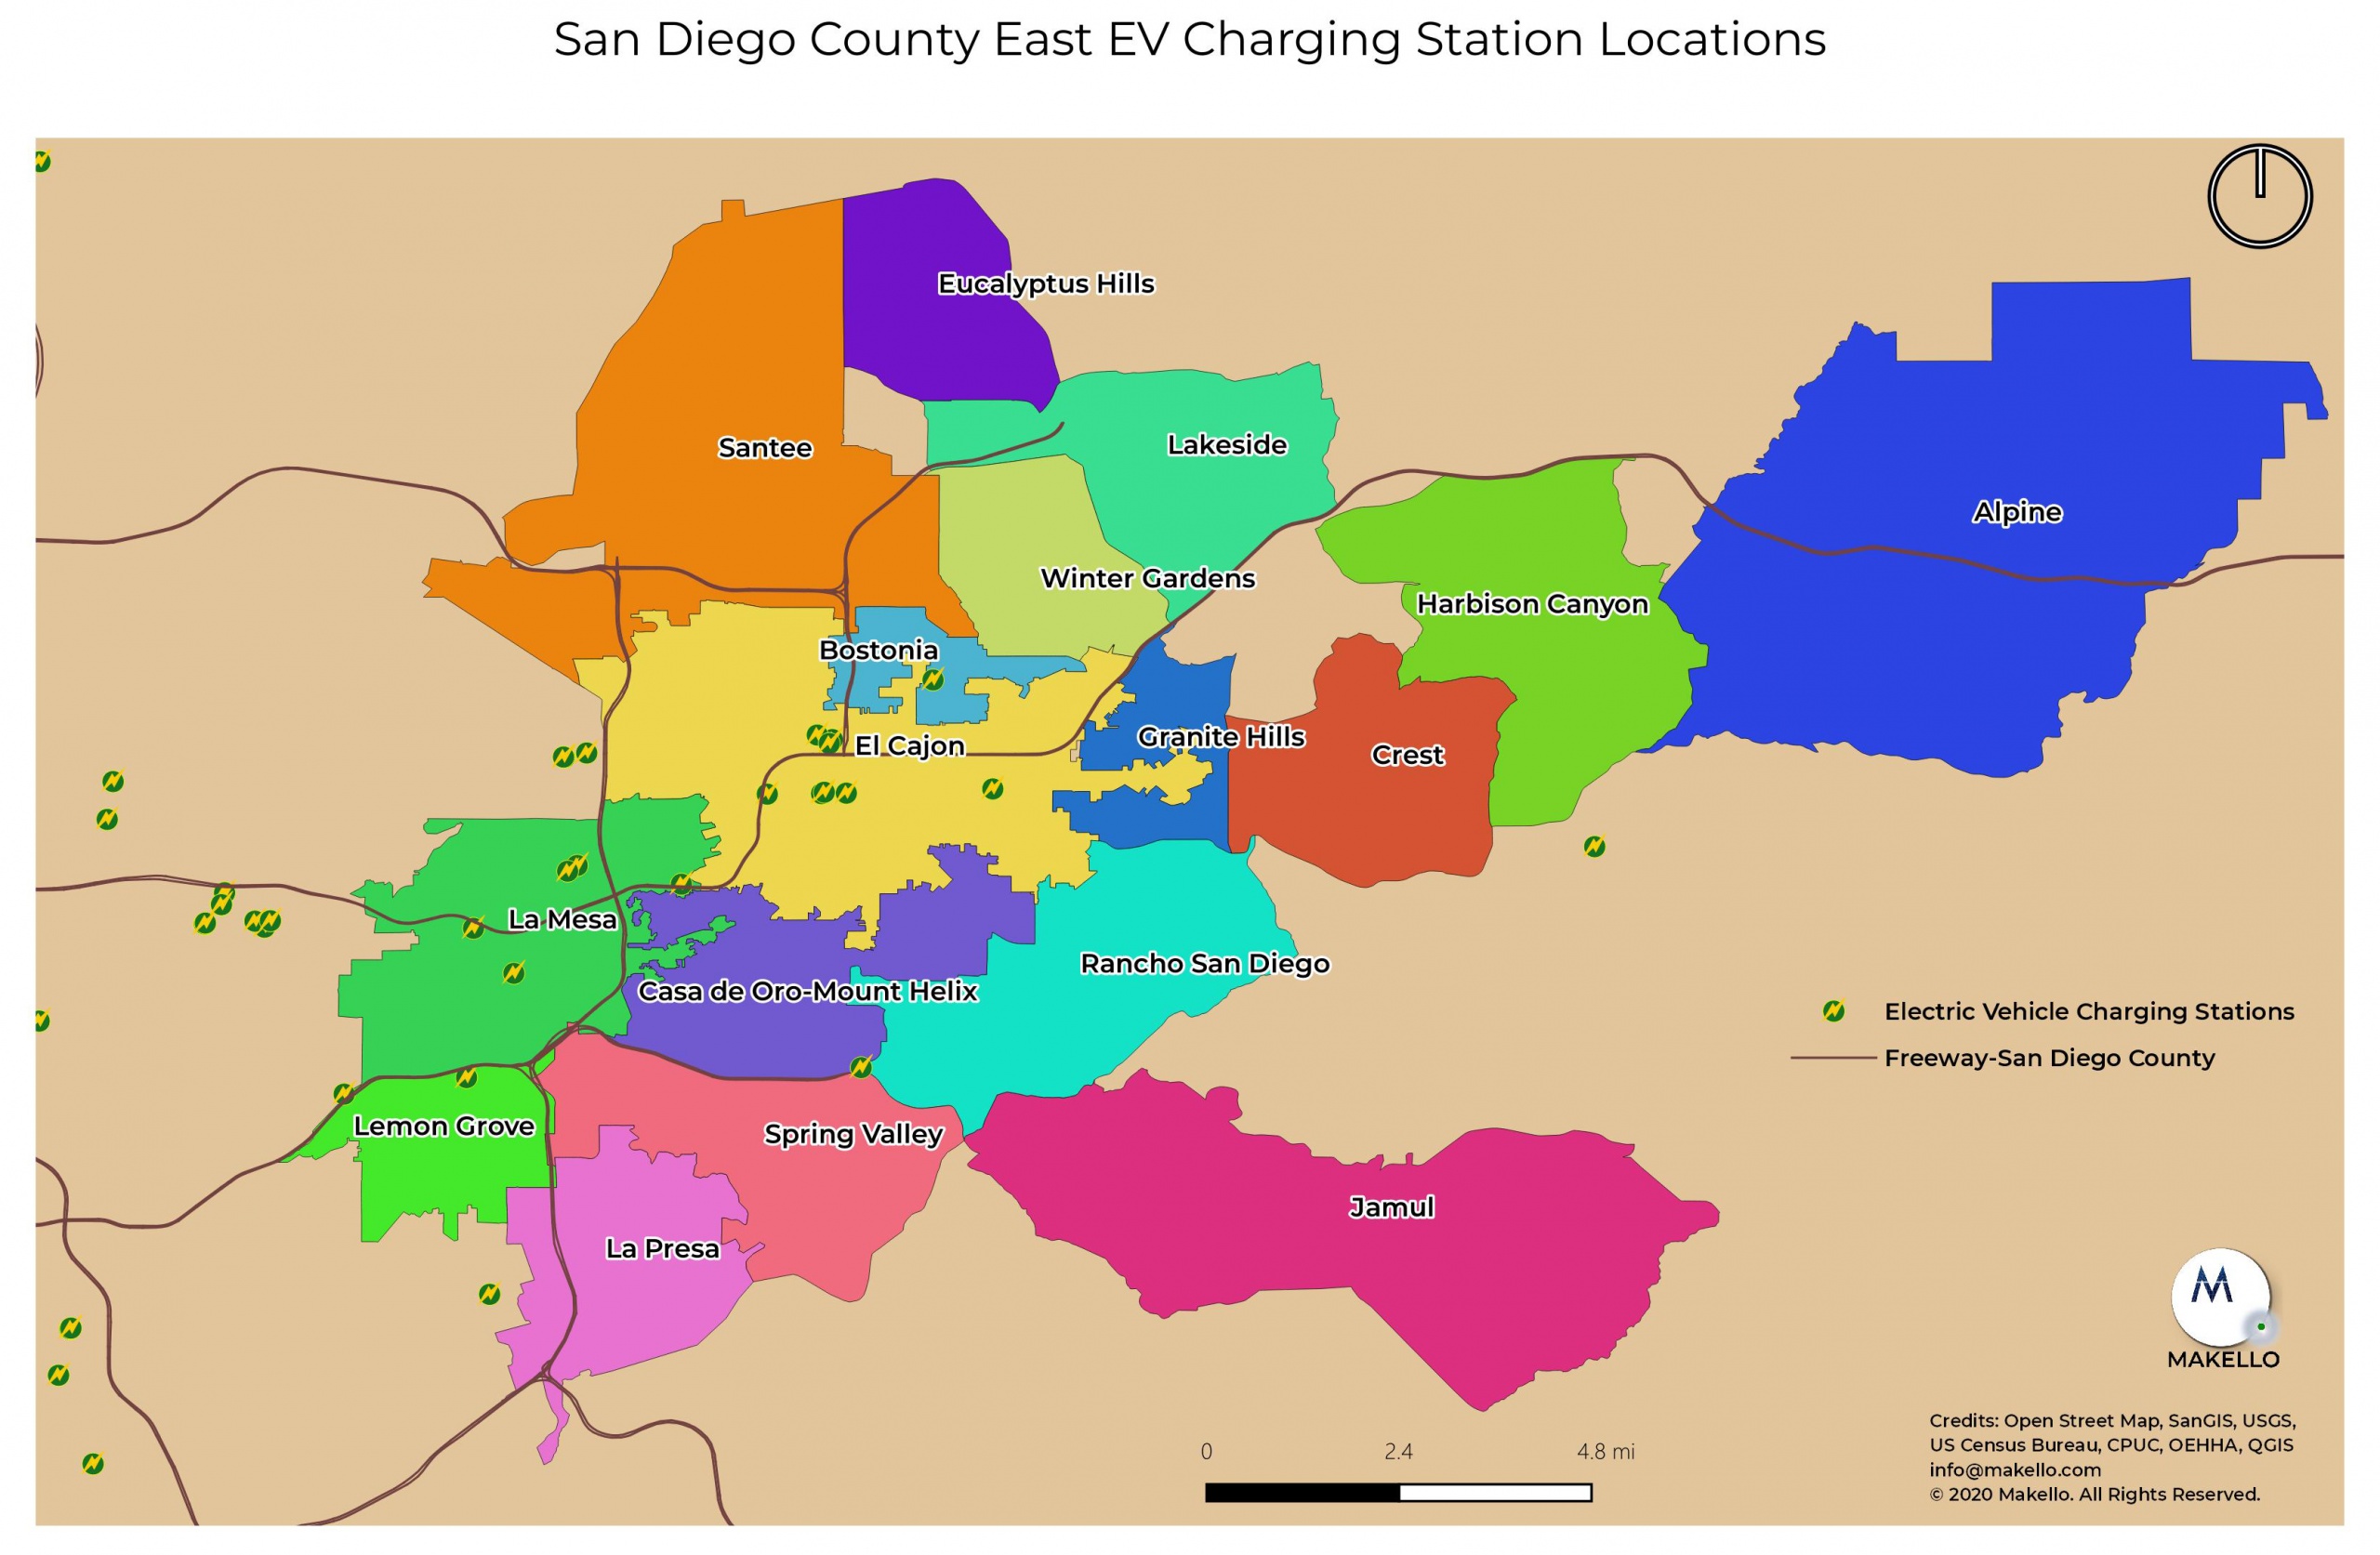 San Diego County East EV Charging Station Locations
Eucalyptus Hills
Santee
Lakeside
Alpine
Winter Gardens
Harbison Canyon
Bostonia
El Cajon
Granite Hills
Crest
La Mesa
Rancho San Diego
Casa de Oro-Mount Helix
Electric Vehicle Charging Stations
Freeway-San Diego County
Lemon Grove
Spring Valley
Jamul
La Presa
M
MAKELLO
0 2.4 4.8 mi
Credits: Open Street Map, SanGIS, USGS,
US Census Bureau, CPUC, OEHHA, QGIS
info@makello.com
© 2020 Makello. All Rights Reserved.